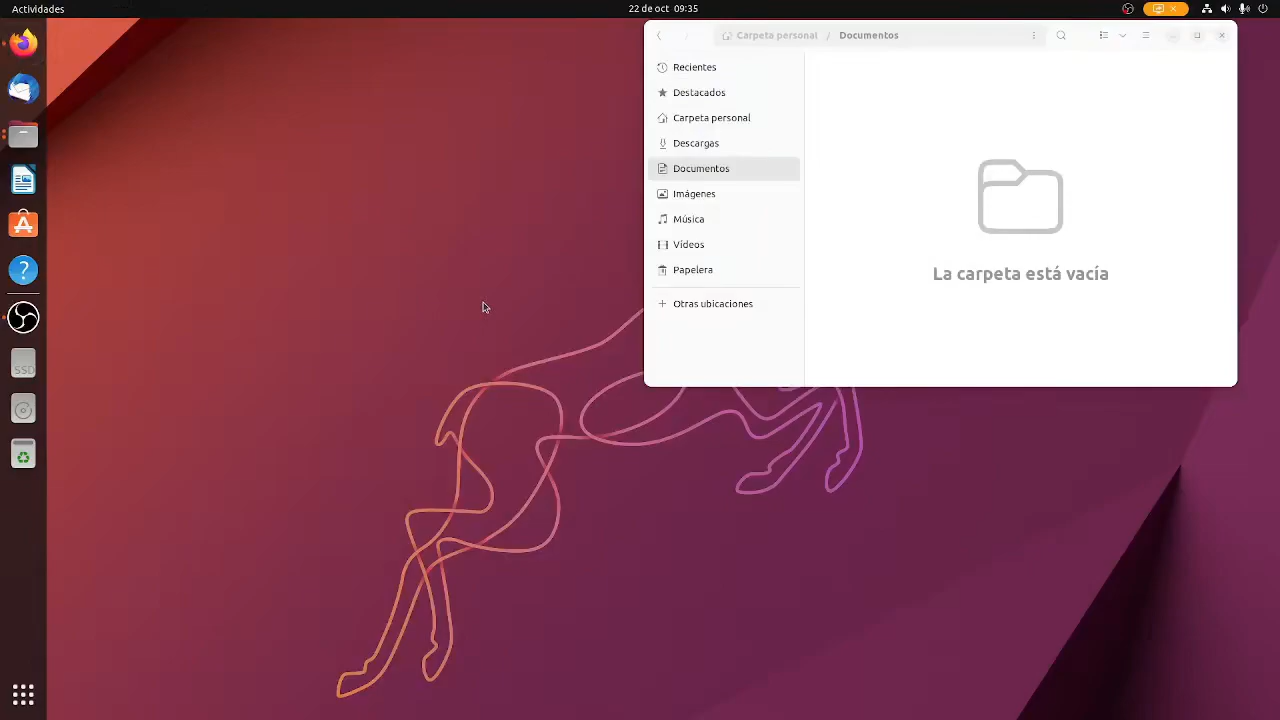 Actividades
22 de oct 09:35
Carpeta personal / Documentos
Recientes
Destacados
Carpeta personal
Descargas
Documentos
Imágenes
Música
Vídeos
Papelera
Otras ubicaciones
La carpeta está vacía
SSD